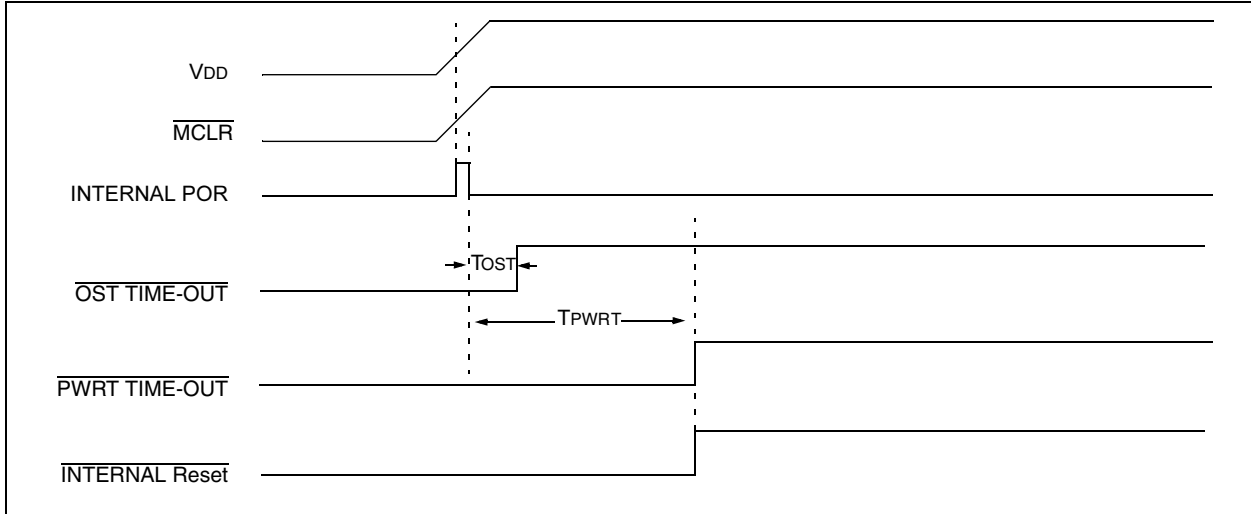 VDD
MCLR
INTERNAL POR
TOST
OST TIME-OUT
TPWRT
PWRT TIME-OUT
INTERNAL Reset